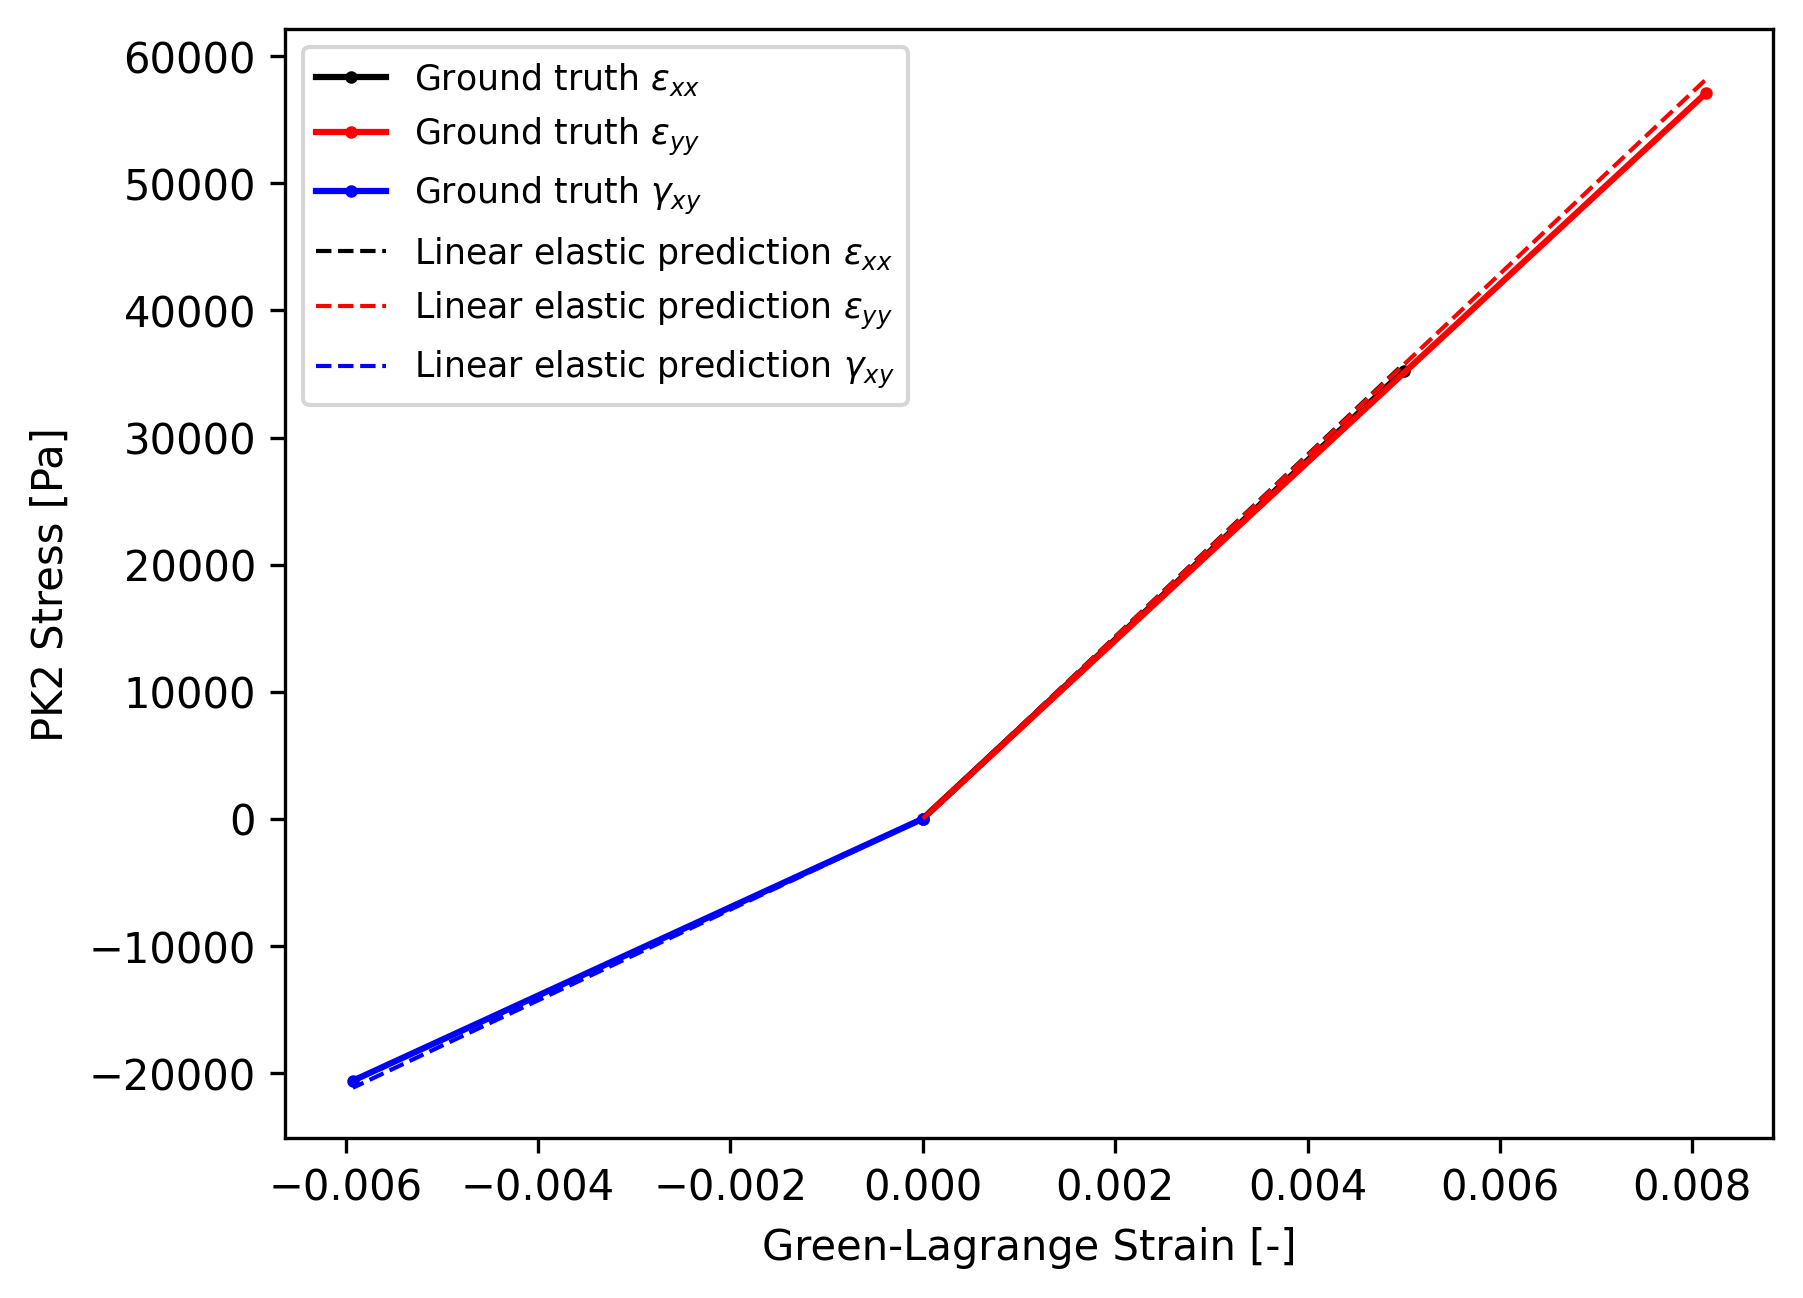 60000
50000
40000
30000
20000
10000
0
−10000
−20000
PK2 Stress [Pa]
Ground truth εxx
Ground truth εyy
Ground truth γxy
Linear elastic prediction εxx
Linear elastic prediction εyy
Linear elastic prediction γxy
−0.006 −0.004 −0.002 0.000 0.002 0.004 0.006 0.008
Green-Lagrange Strain [-]